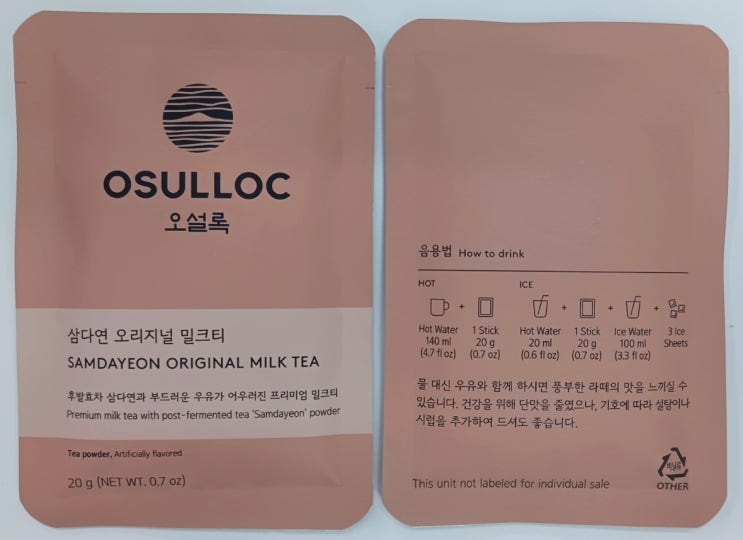 OSULLOC
오설록
삼다연 오리지널 밀크티
SAMDAYEON ORIGINAL MILK TEA
후발효차 삼다연과 부드러운 우유가 어우러진 프리미엄 밀크티
Premium milk tea with post-fermented tea 'Samdayeon' powder
Tea powder, Artificially flavored
20 g (NET WT. 0.7 oz)
음용법 How to drink
HOT
+
Hot Water
140 ml
(4.7 fl oz)
1 Stick
20 g
(0.7 oz)
ICE
+ + +
Hot Water
20 ml
(0.6 fl oz)
1 Stick
20 g
(0.7 oz)
Ice Water
100 ml
(3.3 fl oz)
3 Ice
Sheets
물 대신 우유와 함께 하시면 풍부한 라떼의 맛을 느끼실 수
있습니다. 건강을 위해 단맛을 줄였으나, 기호에 따라 설탕이나
시럽을 추가하여 드셔도 좋습니다.
비닐류
OTHER
This unit not labeled for individual sale